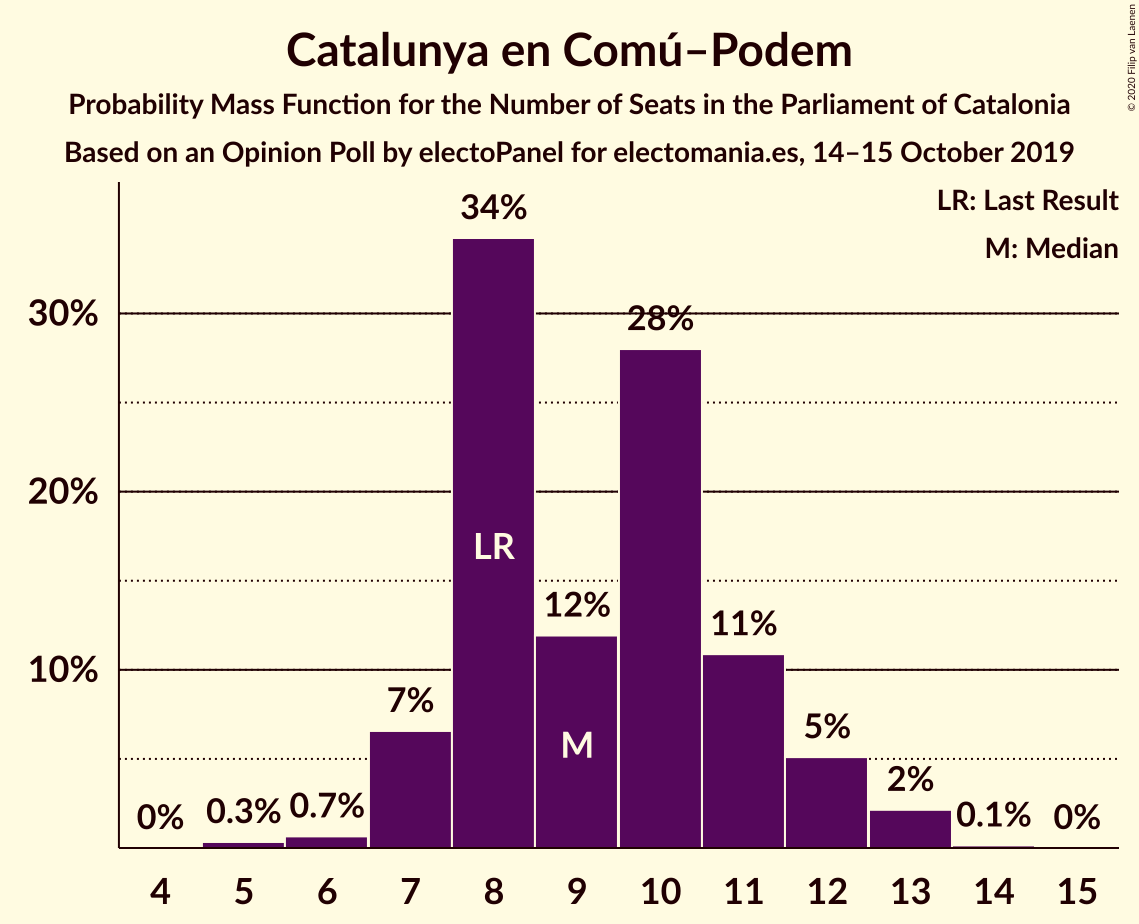 Catalunya en Comú–Podem
Probability Mass Function for the Number of Seats in the Parliament of Catalonia
Based on an Opinion Poll by electoPanel for electomania.es, 14–15 October 2019
© 2020 Filip van Laenen
LR: Last Result
M: Median
34%
30%
28%
20%
LR
12%
11%
10%
7%
M
5%
2%
0%
0.3%
0.7%
0.1%
0%
4 5 6 7 8 9 10 11 12 13 14 15